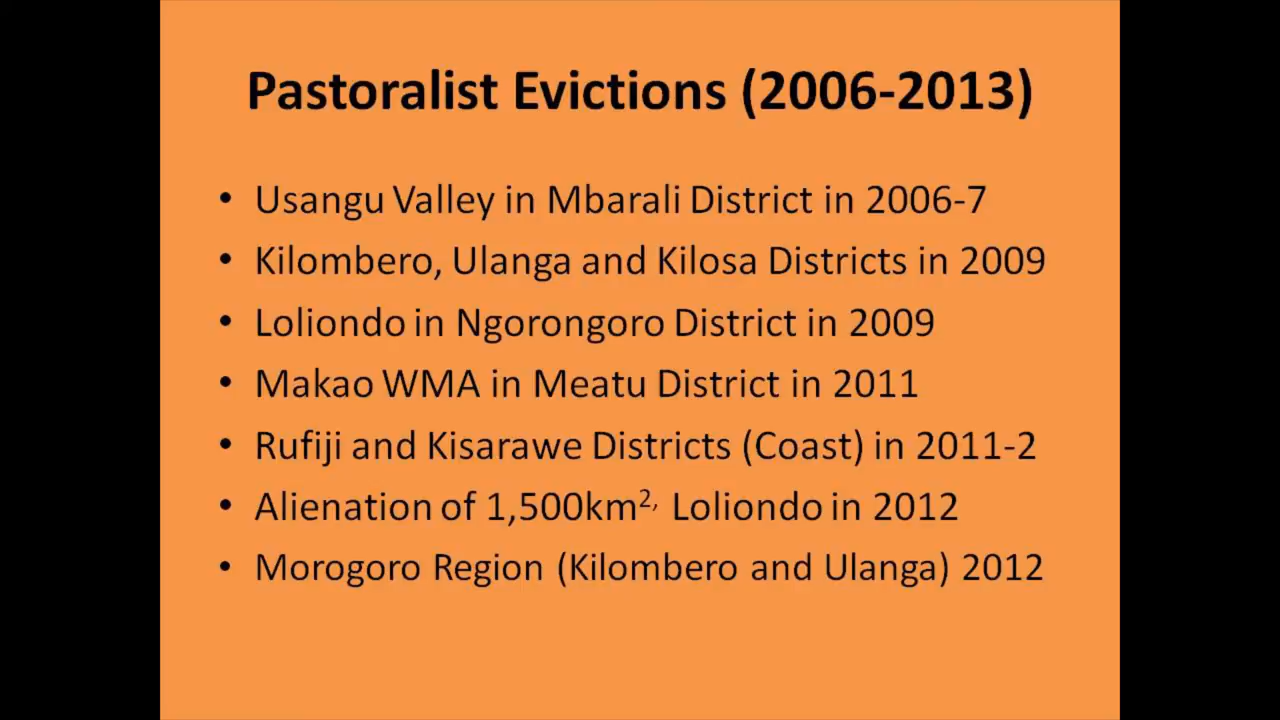 Pastoralist Evictions (2006-2013)
• Usangu Valley in Mbarali District in 2006-7
• Kilombero, Ulanga and Kilosa Districts in 2009
• Loliondo in Ngorongoro District in 2009
• Makao WMA in Meatu District in 2011
• Rufiji and Kisarawe Districts (Coast) in 2011-2
• Alienation of 1,500km², Loliondo in 2012
• Morogoro Region (Kilombero and Ulanga) 2012